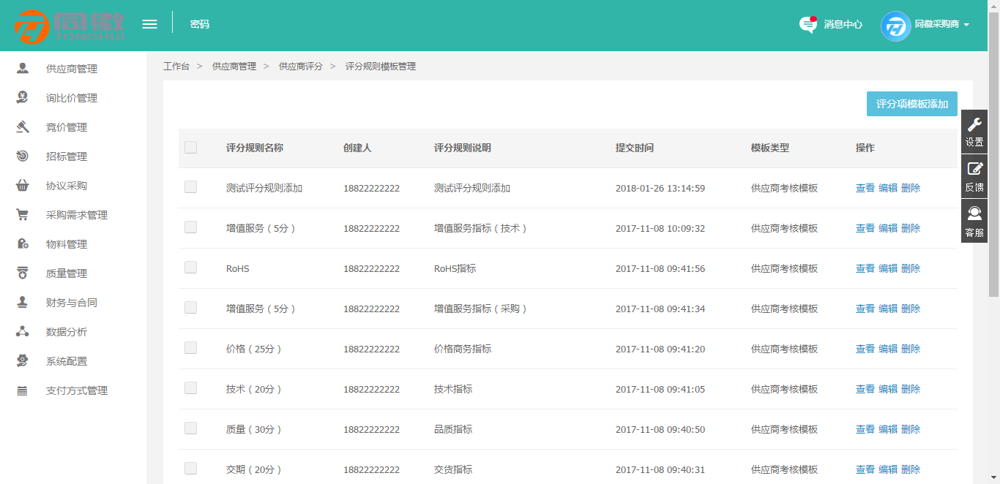 同徽
TONGHUI
密码
消息中心
同徽采购商
供应商管理
询比价管理
竞价管理
招标管理
协议采购
采购需求管理
物料管理
质量管理
财务与合同
数据分析
系统配置
支付方式管理
工作台 > 供应商管理 > 供应商评分 > 评分规则模板管理
评分项模板添加
评分规则名称 创建人 评分规则说明 提交时间 模板类型 操作
测试评分规则添加 18822222222 测试评分规则添加 2018-01-26 13:14:59 供应商考核模板 查看 编辑 删除
增值服务（5分） 18822222222 增值服务指标（技术） 2017-11-08 10:09:32 供应商考核模板 查看 编辑 删除
RoHS 18822222222 RoHS指标 2017-11-08 09:41:56 供应商考核模板 查看 编辑 删除
增值服务（5分） 18822222222 增值服务指标（采购） 2017-11-08 09:41:34 供应商考核模板 查看 编辑 删除
价格（25分） 18822222222 价格商务指标 2017-11-08 09:41:20 供应商考核模板 查看 编辑 删除
技术（20分） 18822222222 技术指标 2017-11-08 09:41:05 供应商考核模板 查看 编辑 删除
质量（30分） 18822222222 品质指标 2017-11-08 09:40:50 供应商考核模板 查看 编辑 删除
交期（20分） 18822222222 交货指标 2017-11-08 09:40:31 供应商考核模板 查看 编辑 删除
设置
反馈
客服